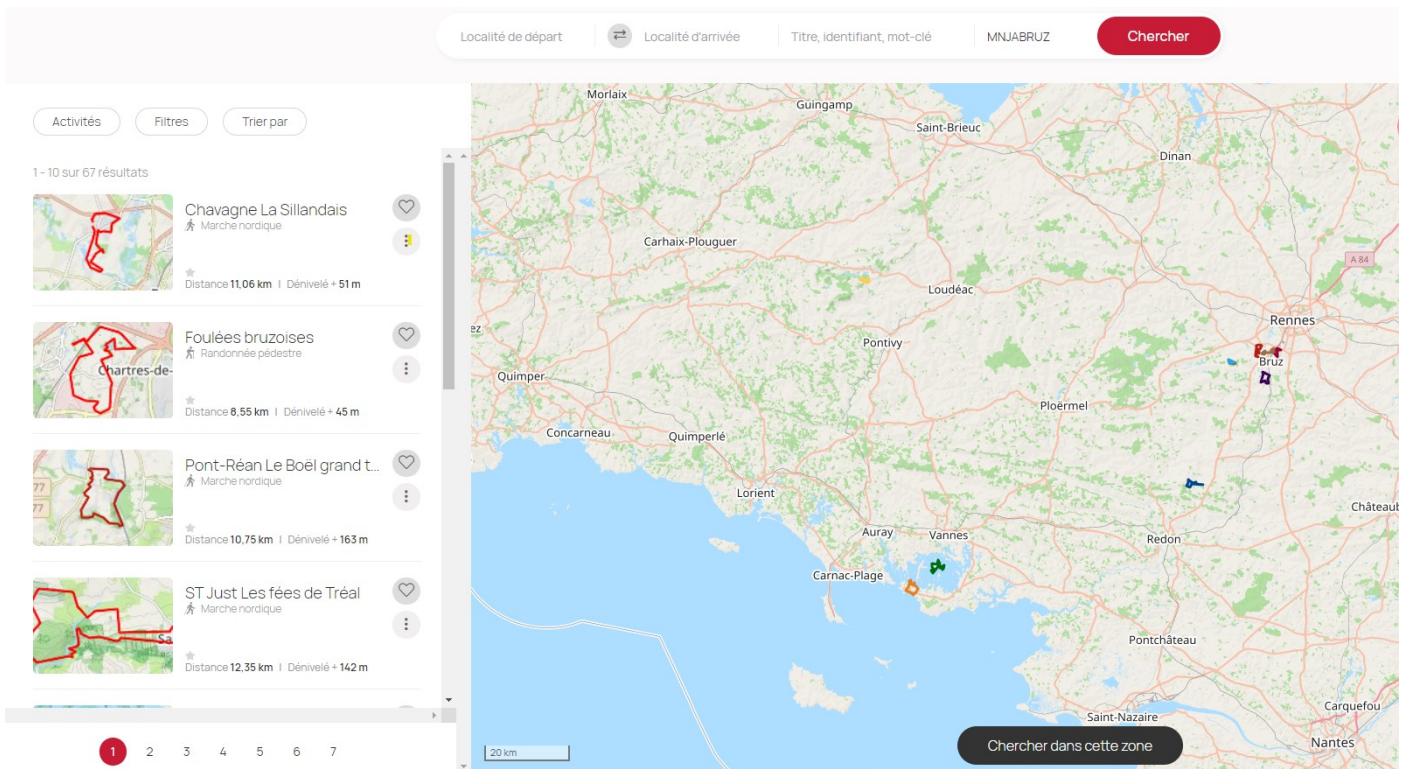 Localité de départ
Localité d'arrivée
Titre, identifiant, mot-clé
MNJABRUZ
Chercher
Activités
Filtres
Trier par
1 - 10 sur 67 résultats
Chavagne La Sillandais
Marche nordique
Distance 11,06 km | Dénivelé + 51 m
Chartres-de-
Foulées bruzoises
Randonnée pédestre
Distance 8,55 km | Dénivelé + 45 m
77
77
Pont-Réan Le Boël grand t...
Marche nordique
Distance 10,75 km | Dénivelé + 163 m
Sa
ST Just Les fées de Tréal
Marche nordique
Distance 12,35 km | Dénivelé + 142 m
1 2 3 4 5 6 7
Morlaix
Guingamp
Saint-Brieuc
Dinan
Carhaix-Plouguer
A 84
Loudéac
Rennes
ez
Pontivy
Bruz
Quimper
Ploërmel
Concarneau
Quimperlé
Lorient
Châteaub
Auray
Vannes
Redon
Carnac-Plage
Pontchâteau
Carquefou
Saint-Nazaire
Nantes
20 km
Chercher dans cette zone